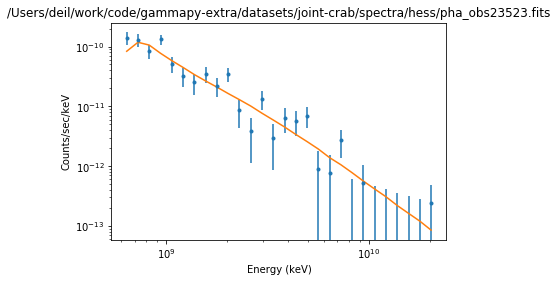 /Users/deil/work/code/gammapy-extra/datasets/joint-crab/spectra/hess/pha_obs23523.fits
Counts/sec/keV
10⁻¹⁰
10⁻¹¹
10⁻¹²
10⁻¹³
10⁹ 10¹⁰
Energy (keV)